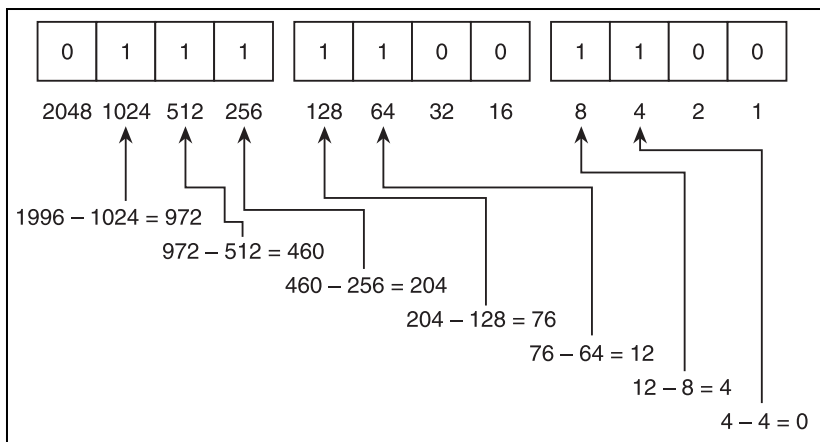 0 1 1 1 1 1 0 0 1 1 0 0
2048 1024 512 256 128 64 32 16 8 4 2 1
1996 – 1024 = 972
972 – 512 = 460
460 – 256 = 204
204 – 128 = 76
76 – 64 = 12
12 – 8 = 4
4 – 4 = 0